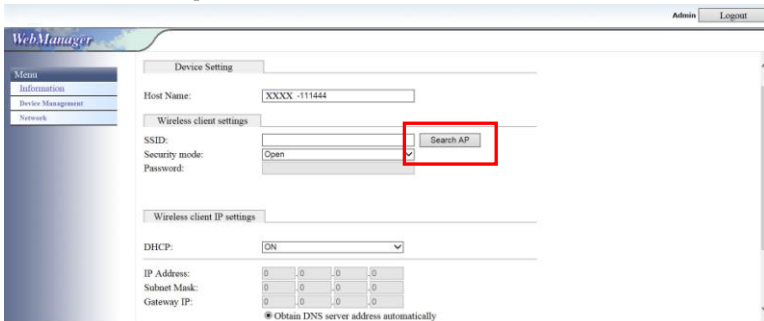 Admin Logout
WebManager
Menu
Information
Device Management
Network
Device Setting
Host Name: XXXX -111444
Wireless client settings
SSID: Search AP
Security mode: Open
Password:
Wireless client IP settings
DHCP: ON
IP Address: 0 .0 .0 .0
Subnet Mask: 0 .0 .0 .0
Gateway IP: 0 .0 .0 .0
Obtain DNS server address automatically